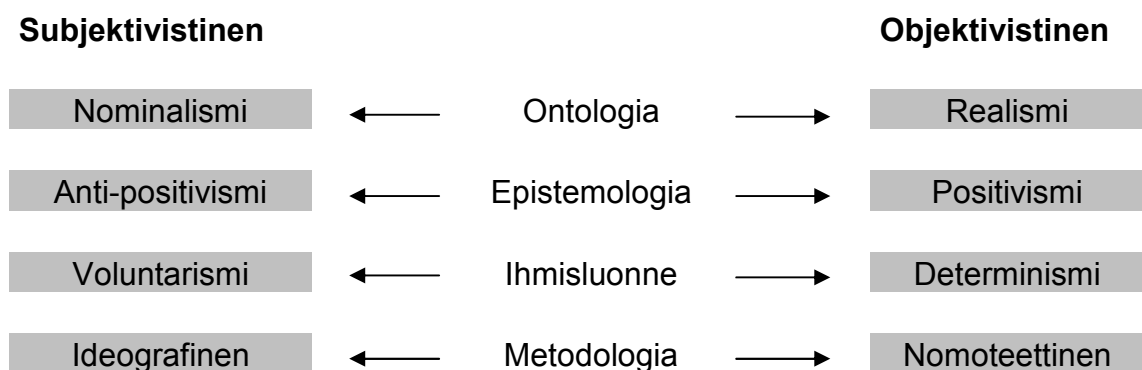 Subjektivistinen Objektivistinen
Nominalismi Ontologia Realismi
Anti-positivismi Epistemologia Positivismi
Voluntarismi Ihmisluonne Determinismi
Ideografinen Metodologia Nomoteettinen